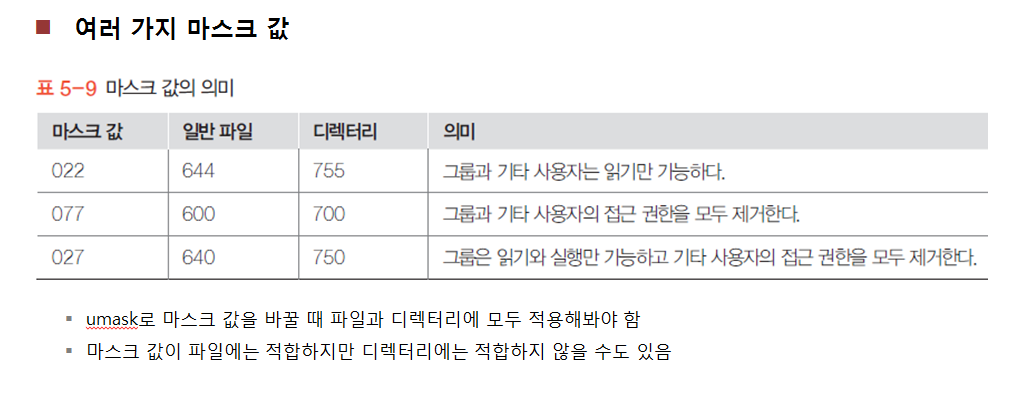 여러 가지 마스크 값
표 5-9 마스크 값의 의미
마스크 값 일반 파일 디렉터리 의미
022 644 755 그룹과 기타 사용자는 읽기만 가능하다.
077 600 700 그룹과 기타 사용자의 접근 권한을 모두 제거한다.
027 640 750 그룹은 읽기와 실행만 가능하고 기타 사용자의 접근 권한을 모두 제거한다.
umask로 마스크 값을 바꿀 때 파일과 디렉터리에 모두 적용해봐야 함
마스크 값이 파일에는 적합하지만 디렉터리에는 적합하지 않을 수도 있음